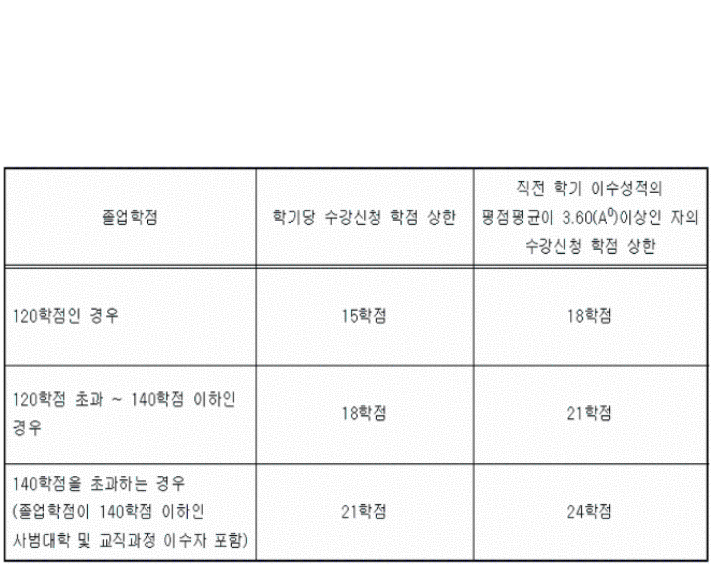 졸업학점
학기당 수강신청 학점 상한
직전 학기 이수성적의
평점평균이 3.60(A⁰)이상인 자의
수강신청 학점 상한
120학점인 경우
15학점
18학점
120학점 초과 ~ 140학점 이하인
경우
18학점
21학점
140학점을 초과하는 경우
(졸업학점이 140학점 이하인
사범대학 및 교직과정 이수자 포함)
21학점
24학점